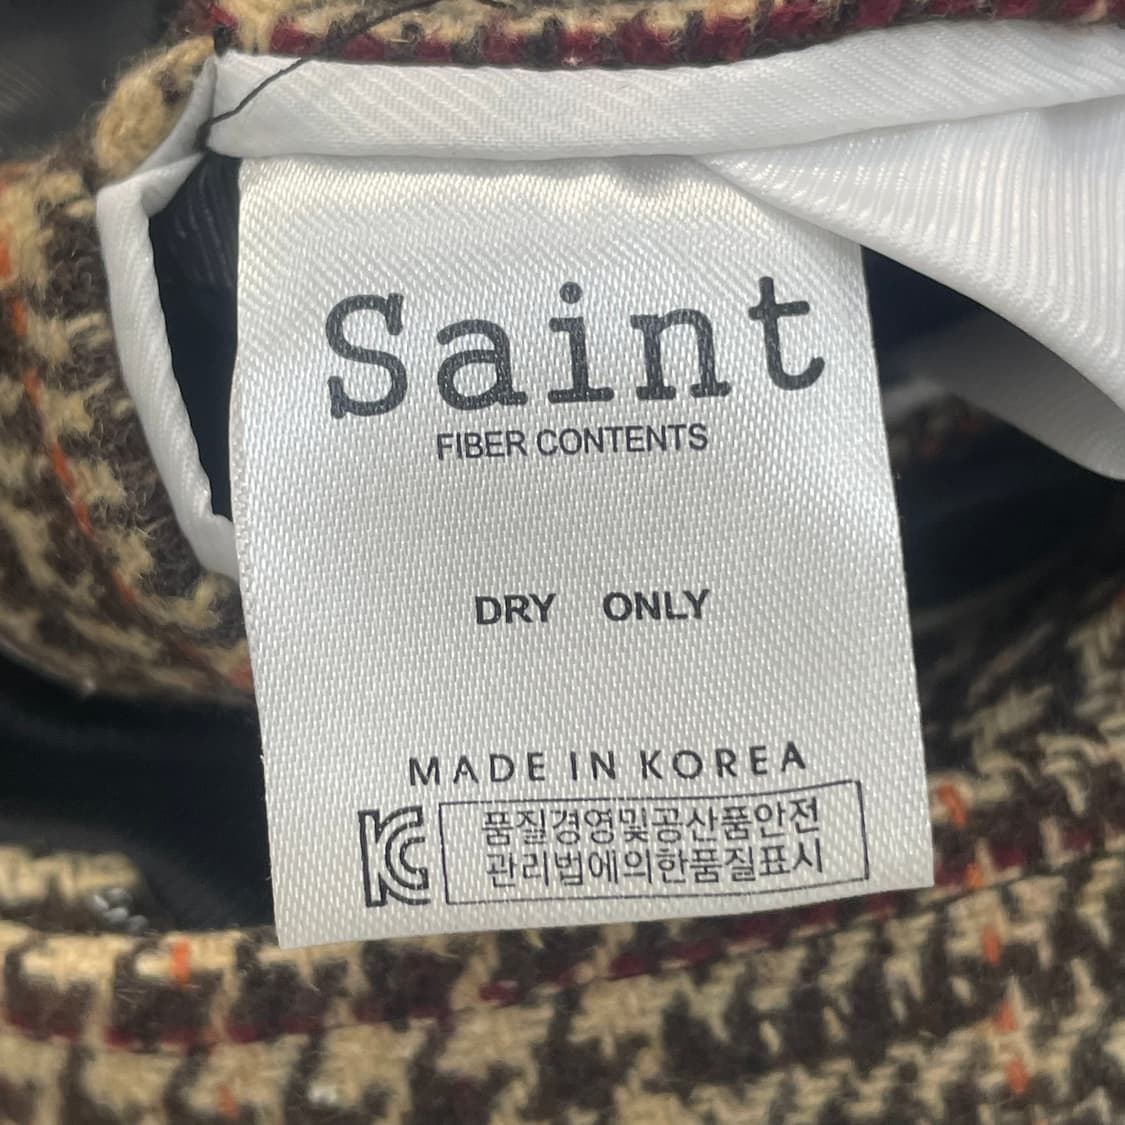 Saint
FIBER CONTENTS
DRY ONLY
MADE IN KOREA
KC
품질경영및공산품안전
관리법에의한품질표시